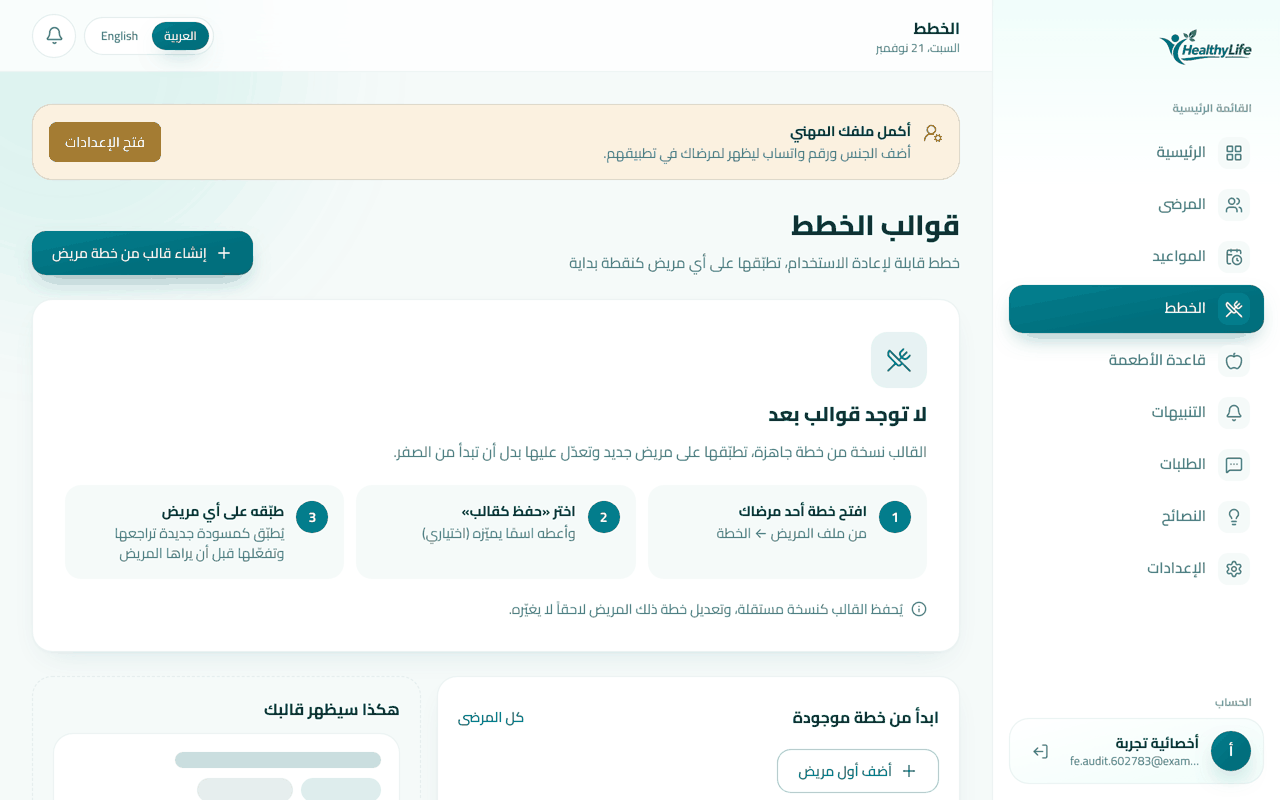 HealthyLife
القائمة الرئيسية
الرئيسية
المرضى
المواعيد
الخطط
قاعدة الأطعمة
التنبيهات
الطلبات
النصائح
الإعدادات
الحساب
أ
أخصائية تجربة
fe.audit.602783@exam...
الخطط
السبت، 21 نوفمبر
العربية
English
أكمل ملفك المهني
أضف الجنس ورقم واتساب ليظهر لمرضاك في تطبيقهم.
فتح الإعدادات
قوالب الخطط
خطط قابلة لإعادة الاستخدام، تطبّقها على أي مريض كنقطة بداية
إنشاء قالب من خطة مريض
لا توجد قوالب بعد
القالب نسخة من خطة جاهزة، تطبّقها على مريض جديد وتعدّل عليها بدل أن تبدأ من الصفر.
1
افتح خطة أحد مرضاك
من ملف المريض ← الخطة
2
اختر «حفظ كقالب»
وأعطه اسمًا يميّزه (اختياري)
3
طبّقه على أي مريض
يُطبّق كمسودة جديدة تراجعها
وتفعّلها قبل أن يراها المريض
يُحفظ القالب كنسخة مستقلة، وتعديل خطة ذلك المريض لاحقاً لا يغيّره.
ابدأ من خطة موجودة
كل المرضى
أضف أول مريض
هكذا سيظهر قالبك